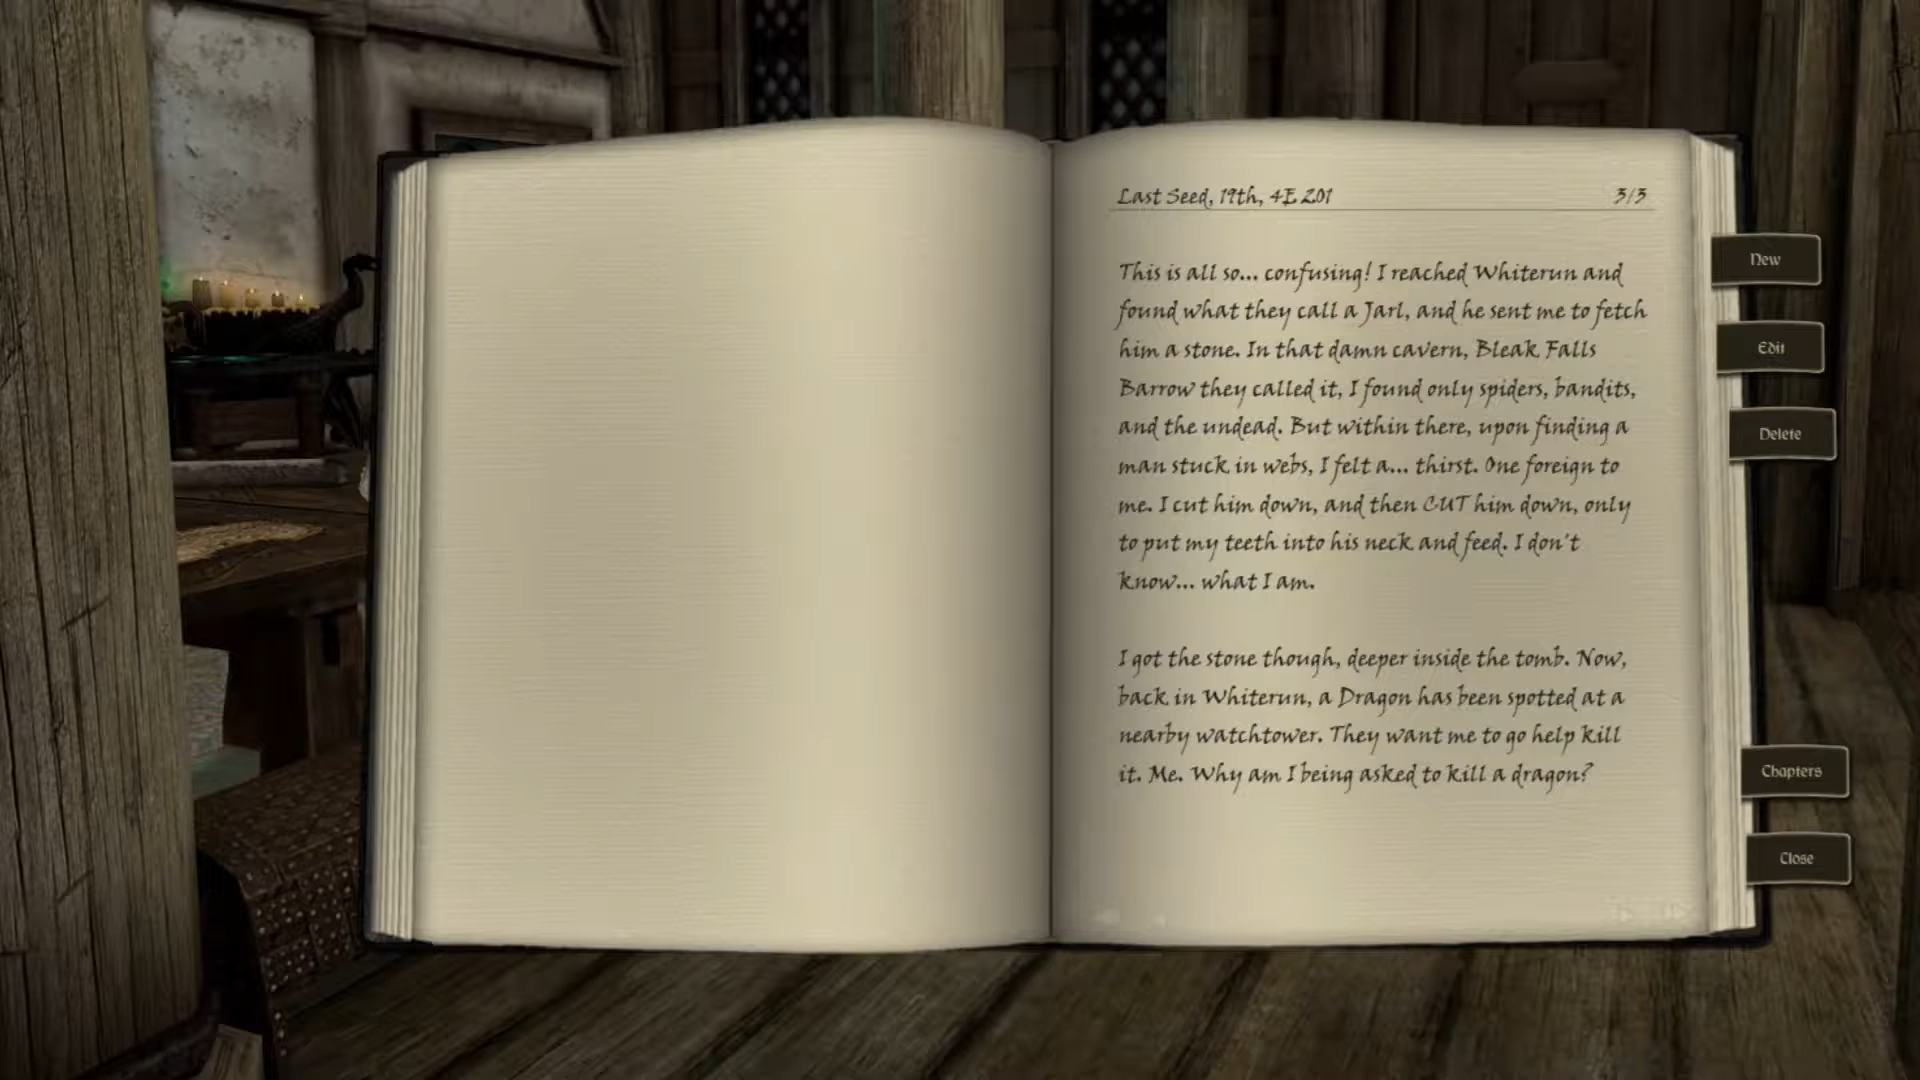 Last Seed, 19th, 4E 201
3/3
This is all so... confusing! I reached Whiterun and
found what they call a Jarl, and he sent me to fetch
him a stone. In that damn cavern, Bleak Falls
Barrow they called it, I found only spiders, bandits,
and the undead. But within there, upon finding a
man stuck in webs, I felt a... thirst. One foreign to
me. I cut him down, and then CUT him down, only
to put my teeth into his neck and feed. I don't
know... what I am.
I got the stone though, deeper inside the tomb. Now,
back in Whiterun, a Dragon has been spotted at a
nearby watchtower. They want me to go help kill
it. Me. Why am I being asked to kill a dragon?
New
Edit
Delete
Chapters
Close